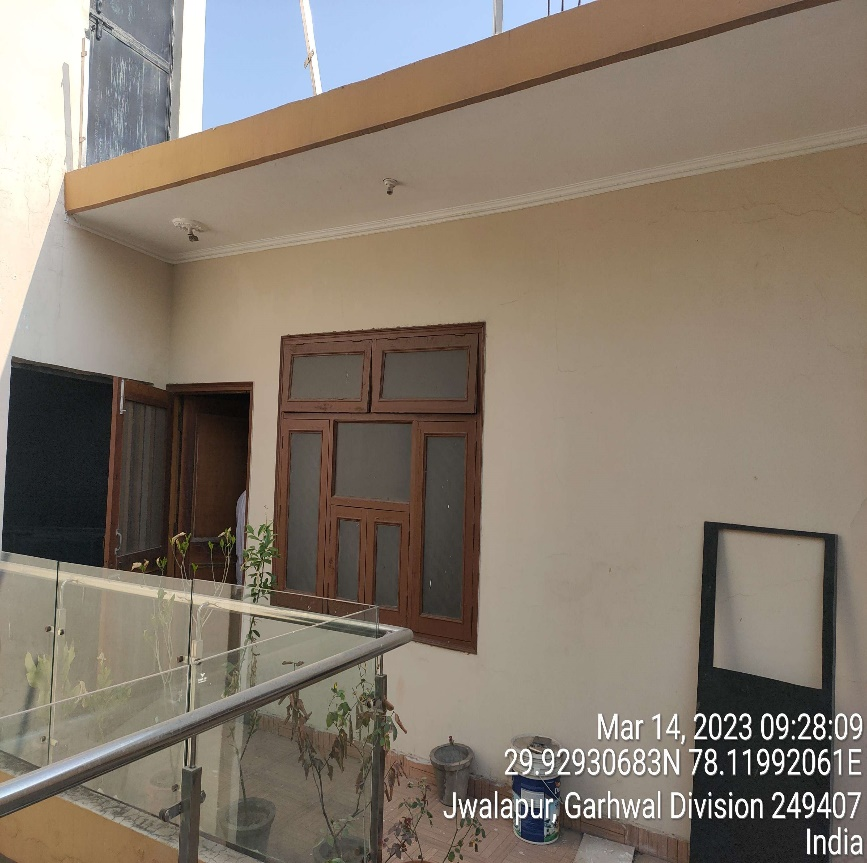 Mar 14, 2023 09:28:09
29.92930683N 78.11992061E
Jwalapur, Garhwal Division 249407
India